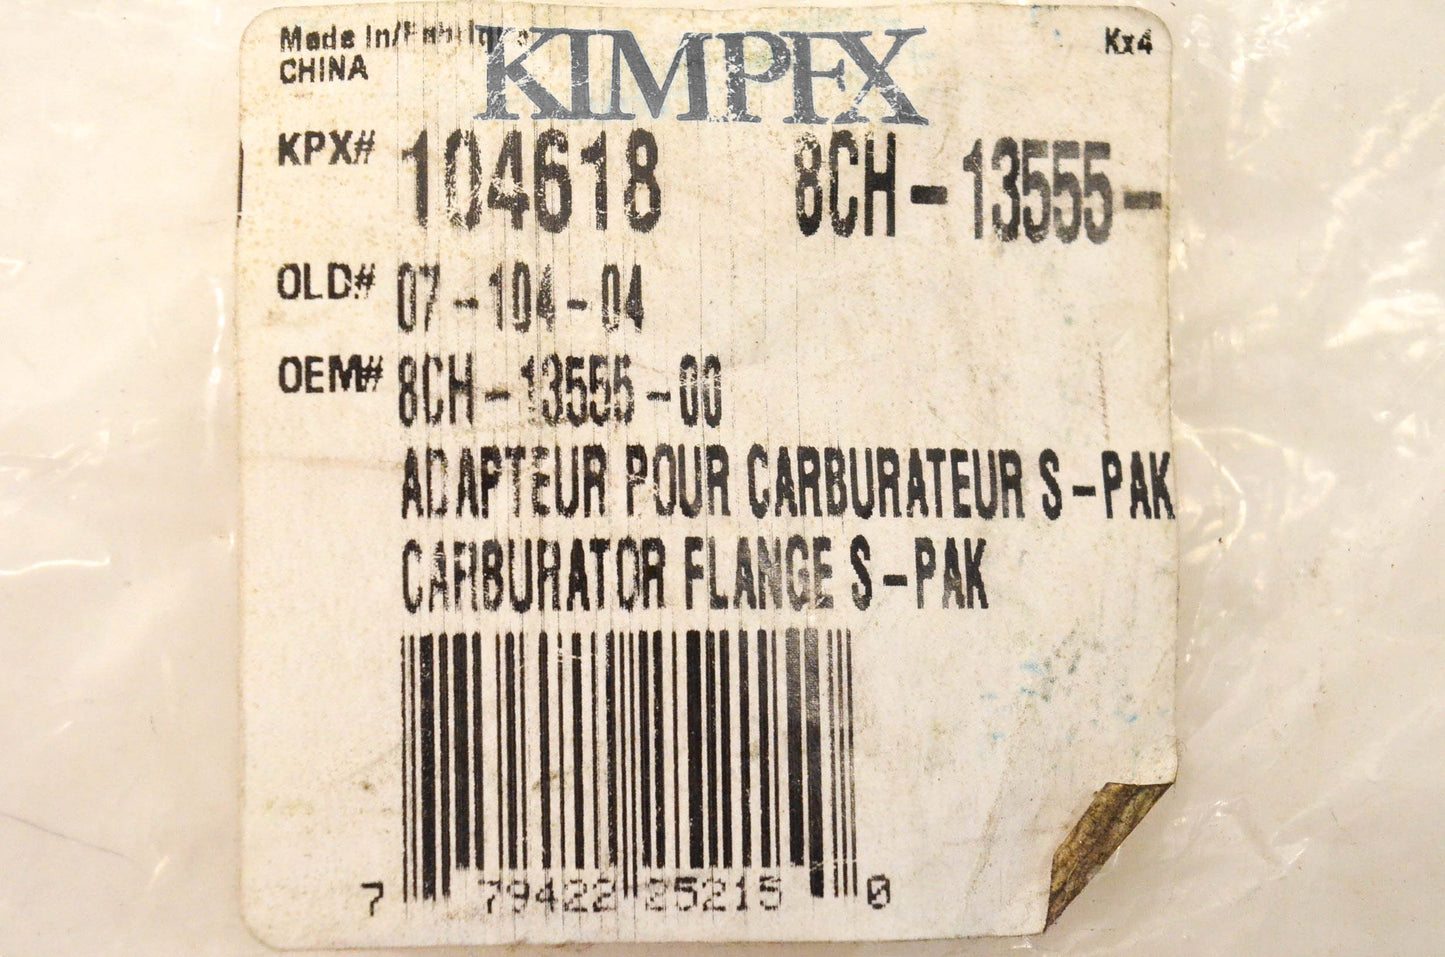 Made In/Fabrique KIMPEX Kx4
CHINA
KPX# 104618 8CH-13555-
OLD# 07-104-04
OEM# 8CH-13555-00
ADAPTEUR POUR CARBURATEUR S-PAK
CARBURATOR FLANGE S-PAK
7 79422 25215 0